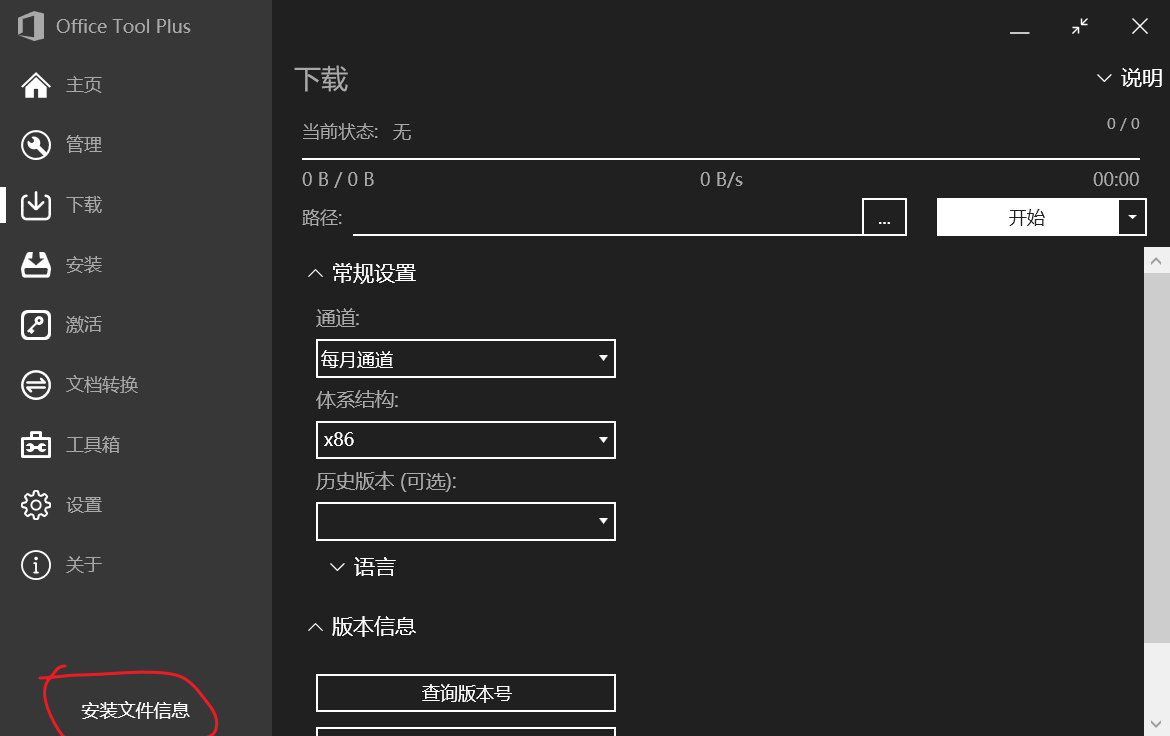 Office Tool Plus
主页
管理
下载
安装
激活
文档转换
工具箱
设置
关于
安装文件信息
下载
说明
当前状态: 无
0 / 0
0 B / 0 B
0 B/s
00:00
路径:
...
开始
常规设置
通道:
每月通道
体系结构:
x86
历史版本 (可选):
语言
版本信息
查询版本号